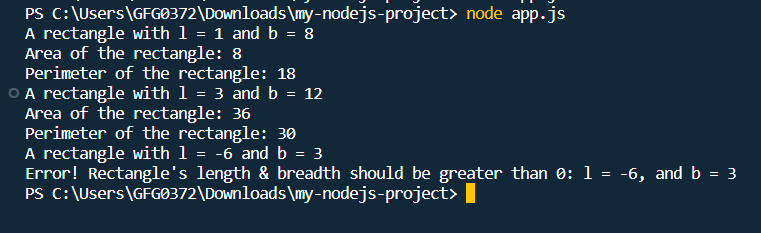 PS C:\Users\GFG0372\Downloads\my-nodejs-project> node app.js
A rectangle with l = 1 and b = 8
Area of the rectangle: 8
Perimeter of the rectangle: 18
A rectangle with l = 3 and b = 12
Area of the rectangle: 36
Perimeter of the rectangle: 30
A rectangle with l = -6 and b = 3
Error! Rectangle's length & breadth should be greater than 0: l = -6, and b = 3
PS C:\Users\GFG0372\Downloads\my-nodejs-project>